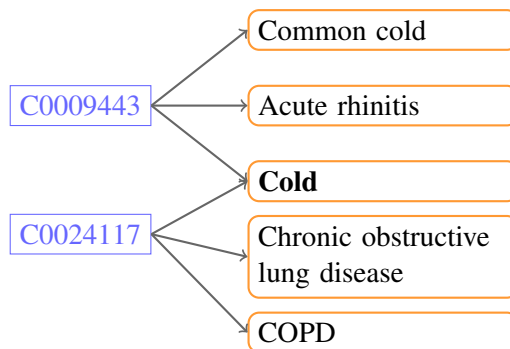 Common cold
C0009443
Acute rhinitis
Cold
C0024117
Chronic obstructive
lung disease
COPD